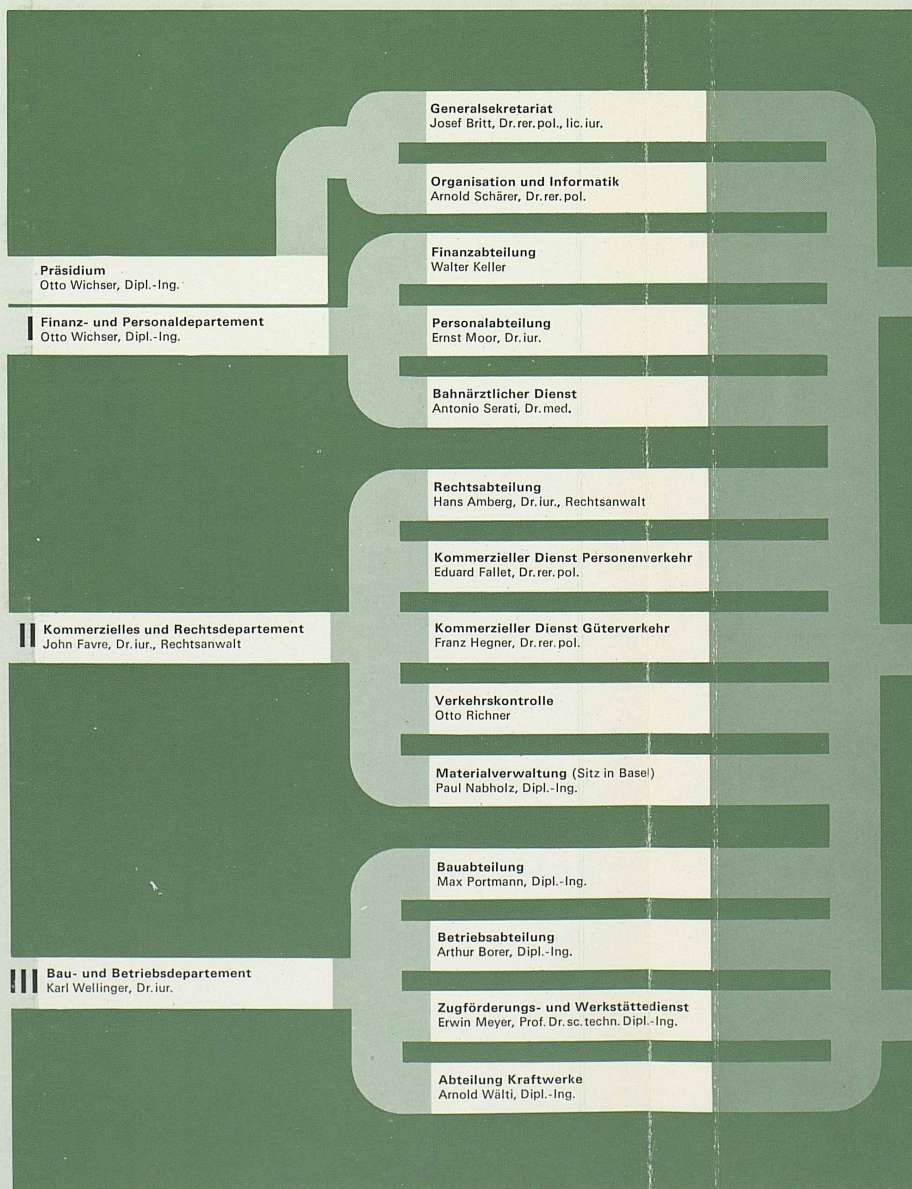 Präsidium
Otto Wichser, Dipl.-Ing.
Generalsekretariat
Josef Britt, Dr. rer. pol., lic. iur.
Organisation und Informatik
Arnold Schärer, Dr. rer. pol.
I Finanz- und Personaldepartement
Otto Wichser, Dipl.-Ing.
Finanzabteilung
Walter Keller
Personalabteilung
Ernst Moor, Dr. iur.
Bahnärztlicher Dienst
Antonio Serati, Dr. med.
II Kommerzielles und Rechtsdepartement
John Favre, Dr. iur., Rechtsanwalt
Rechtsabteilung
Hans Amberg, Dr. iur., Rechtsanwalt
Kommerzieller Dienst Personenverkehr
Eduard Fallet, Dr. rer. pol.
Kommerzieller Dienst Güterverkehr
Franz Hegner, Dr. rer. pol.
Verkehrskontrolle
Otto Richner
Materialverwaltung (Sitz in Basel)
Paul Nabholz, Dipl.-Ing.
III Bau- und Betriebsdepartement
Karl Wellinger, Dr. iur.
Bauabteilung
Max Portmann, Dipl.-Ing.
Betriebsabteilung
Arthur Borer, Dipl.-Ing.
Zugförderungs- und Werkstättedienst
Erwin Meyer, Prof. Dr. sc. techn. Dipl.-Ing.
Abteilung Kraftwerke
Arnold Wälti, Dipl.-Ing.